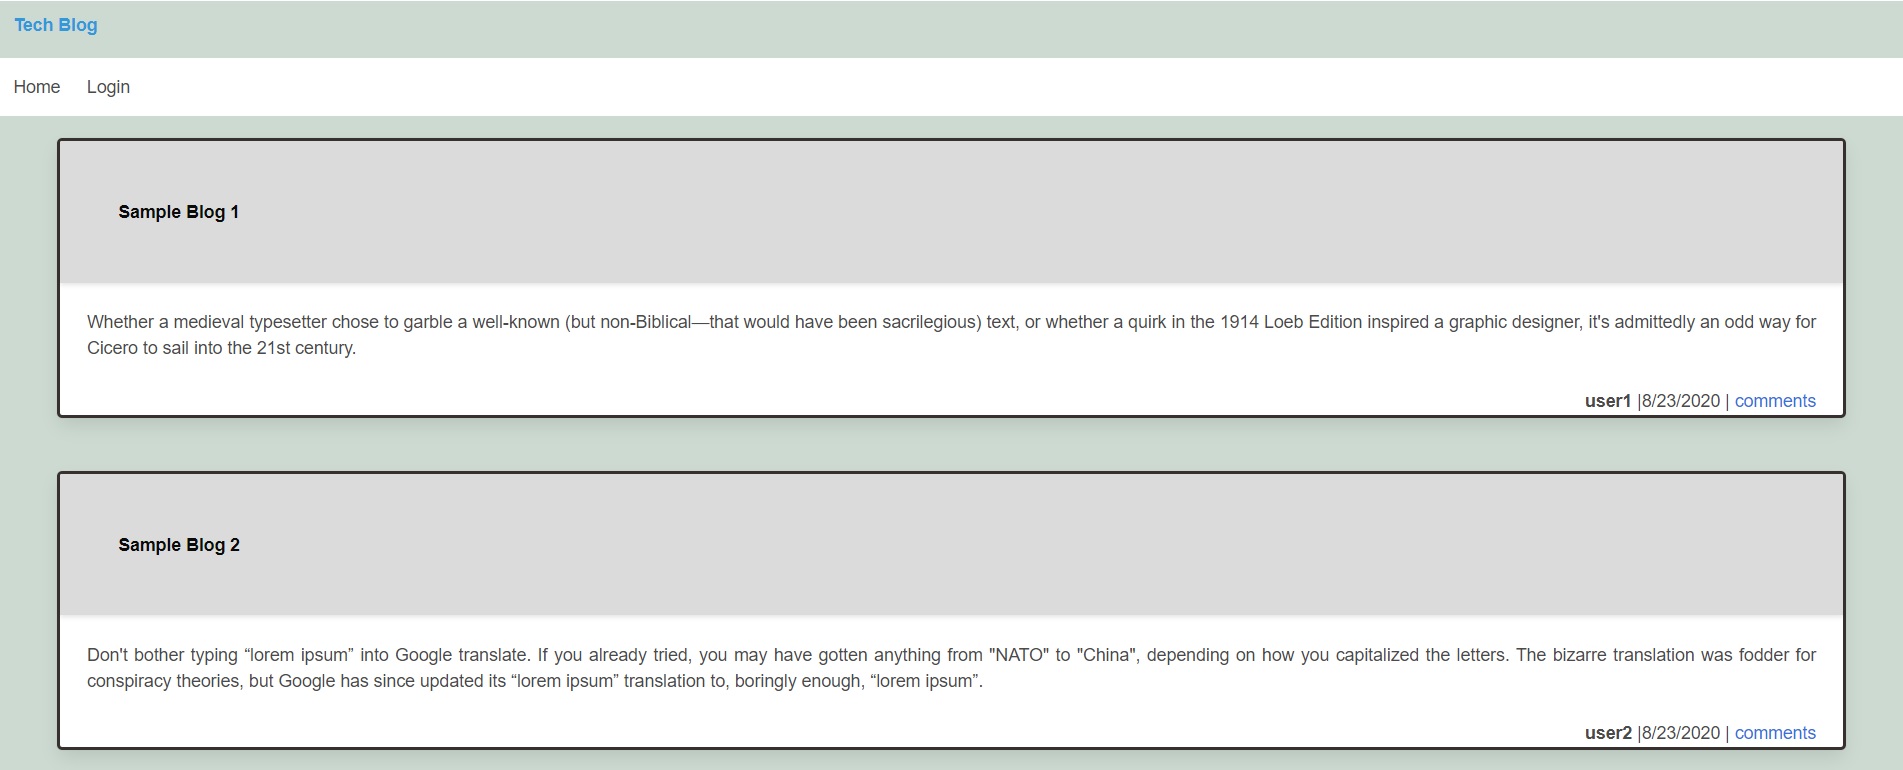 Tech Blog
Home Login
Sample Blog 1
Whether a medieval typesetter chose to garble a well-known (but non-Biblical—that would have been sacrilegious) text, or whether a quirk in the 1914 Loeb Edition inspired a graphic designer, it's admittedly an odd way for
Cicero to sail into the 21st century.
user1 |8/23/2020 | comments
Sample Blog 2
Don't bother typing “lorem ipsum” into Google translate. If you already tried, you may have gotten anything from "NATO" to "China", depending on how you capitalized the letters. The bizarre translation was fodder for
conspiracy theories, but Google has since updated its “lorem ipsum” translation to, boringly enough, “lorem ipsum”.
user2 |8/23/2020 | comments